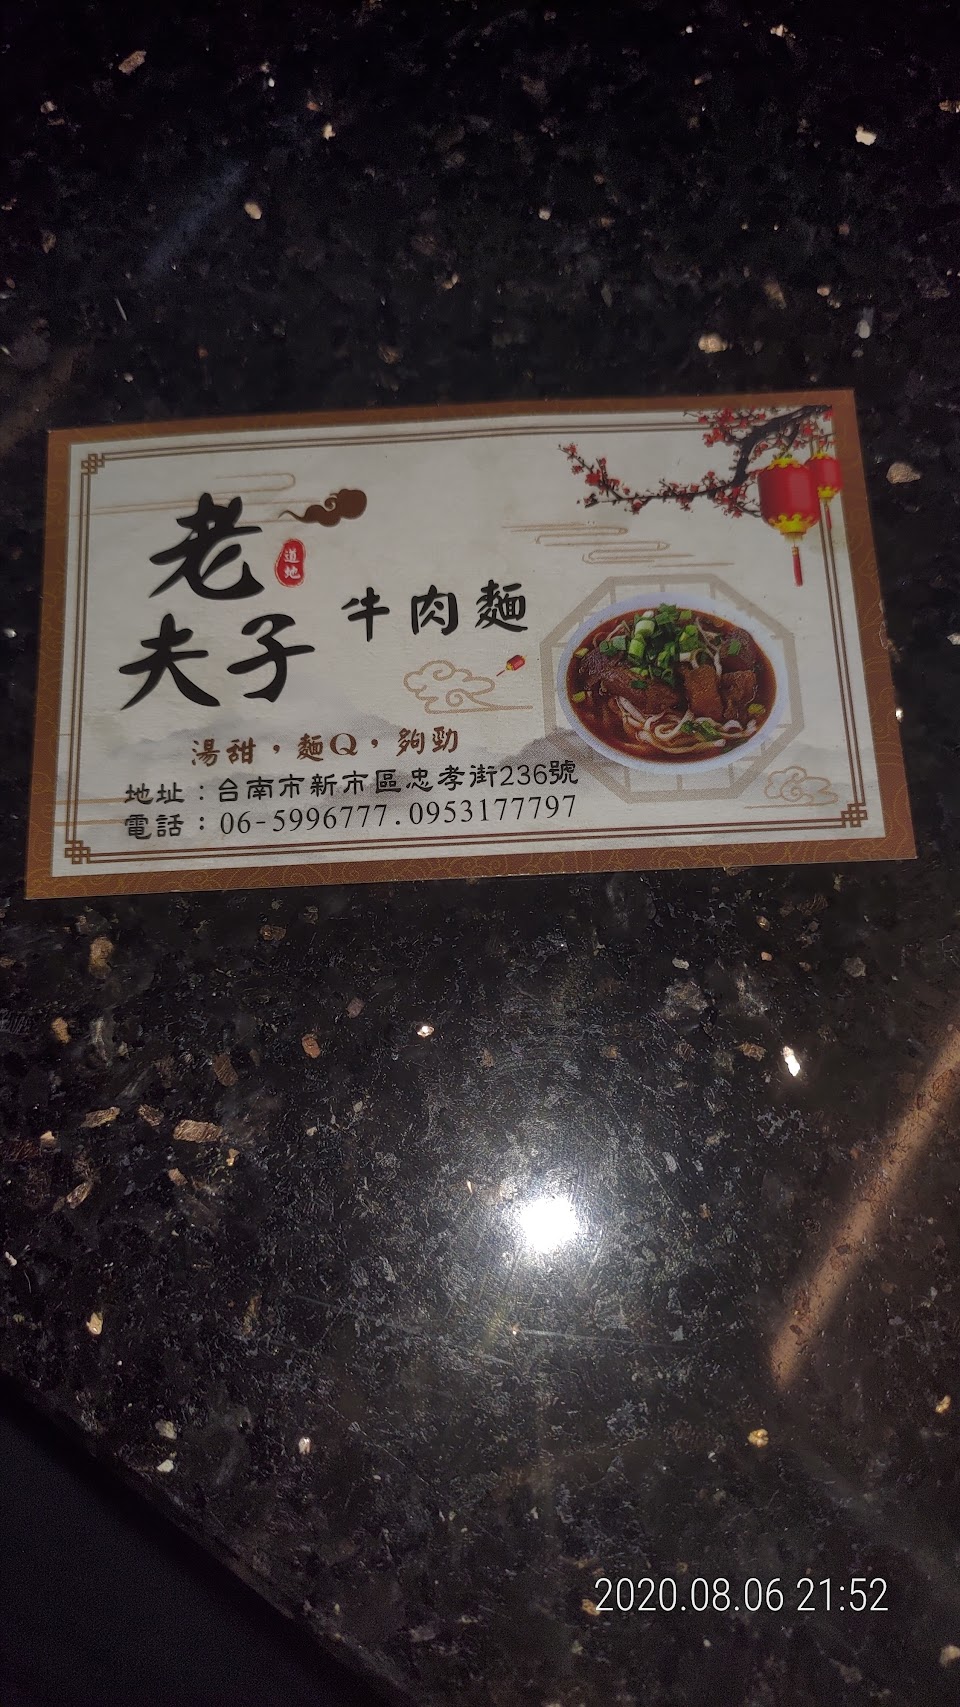 老夫子
道地
牛肉麵
湯甜，麵Q，夠勁
地址：台南市新市區忠孝街236號
電話：06-5996777.0953177797
2020.08.06 21:52